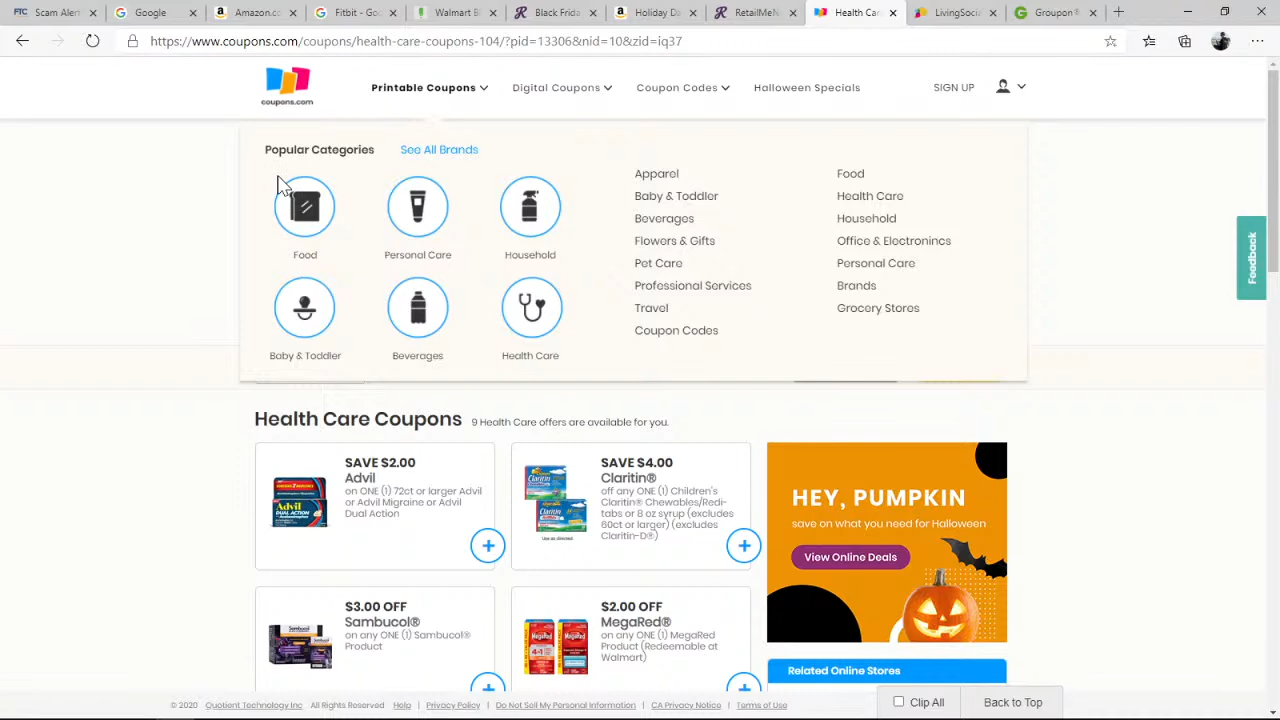 Google
Amazon.co
Fitbit - Go
Walmart Bl
Black Frida
Holiday De
RetailMeNo
Health Car
LivingSoci
Groupon®
https://www.coupons.com/coupons/health-care-coupons-104/?pid=13306&nid=10&zid=iq37
coupons.com
Printable Coupons
Digital Coupons
Coupon Codes
Halloween Specials
SIGN UP
Popular Categories
See All Brands
Food
Personal Care
Household
Baby & Toddler
Beverages
Health Care
Apparel
Baby & Toddler
Beverages
Flowers & Gifts
Pet Care
Professional Services
Travel
Coupon Codes
Food
Health Care
Household
Office & Electronincs
Personal Care
Brands
Grocery Stores
Feedback
Health Care Coupons
9 Health Care offers are available for you.
SAVE $2.00
Advil
on ONE (1) 72ct or larger Advil
or Advil Migraine or Advil
Dual Action
SAVE $4.00
Claritin®
off any ONE (1) Children's
Claritin® Chewables/Redi-
tabs or 8 oz syrup (excludes
60ct or larger) (excludes
Claritin-D®)
$3.00 OFF
Sambucol®
on any ONE (1) Sambucol®
Product
$2.00 OFF
MegaRed®
on any ONE (1) MegaRed
Product (Redeemable at
Walmart)
HEY, PUMPKIN
save on what you need for Halloween
View Online Deals
Related Online Stores
© 2020 Quotient Technology Inc All Rights Reserved Help Privacy Policy Do Not Sell My Personal Information CA Privacy Notice Terms of Use
Clip All
Back to Top